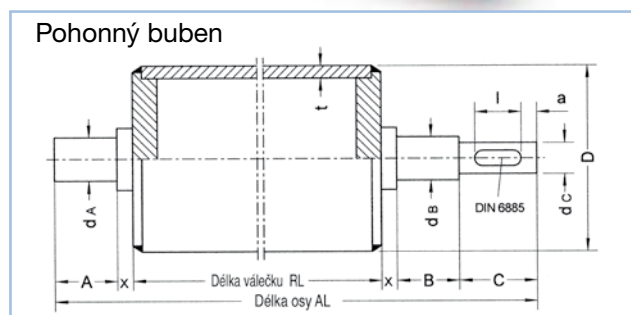 Pohonný buben
l a
t
D
d A
d B
DIN 6885
d C
A x Délka válečku RL x B C
Délka osy AL